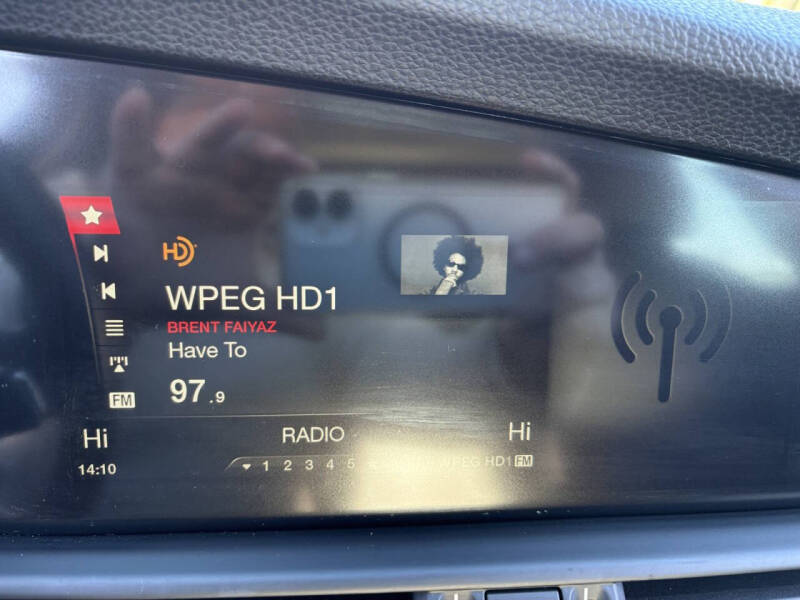 HD
WPEG HD1
BRENT FAIYAZ
Have To
97.9
FM
Hi
RADIO
Hi
14:10
1 2 3 4 5
WPEG HD1 FM